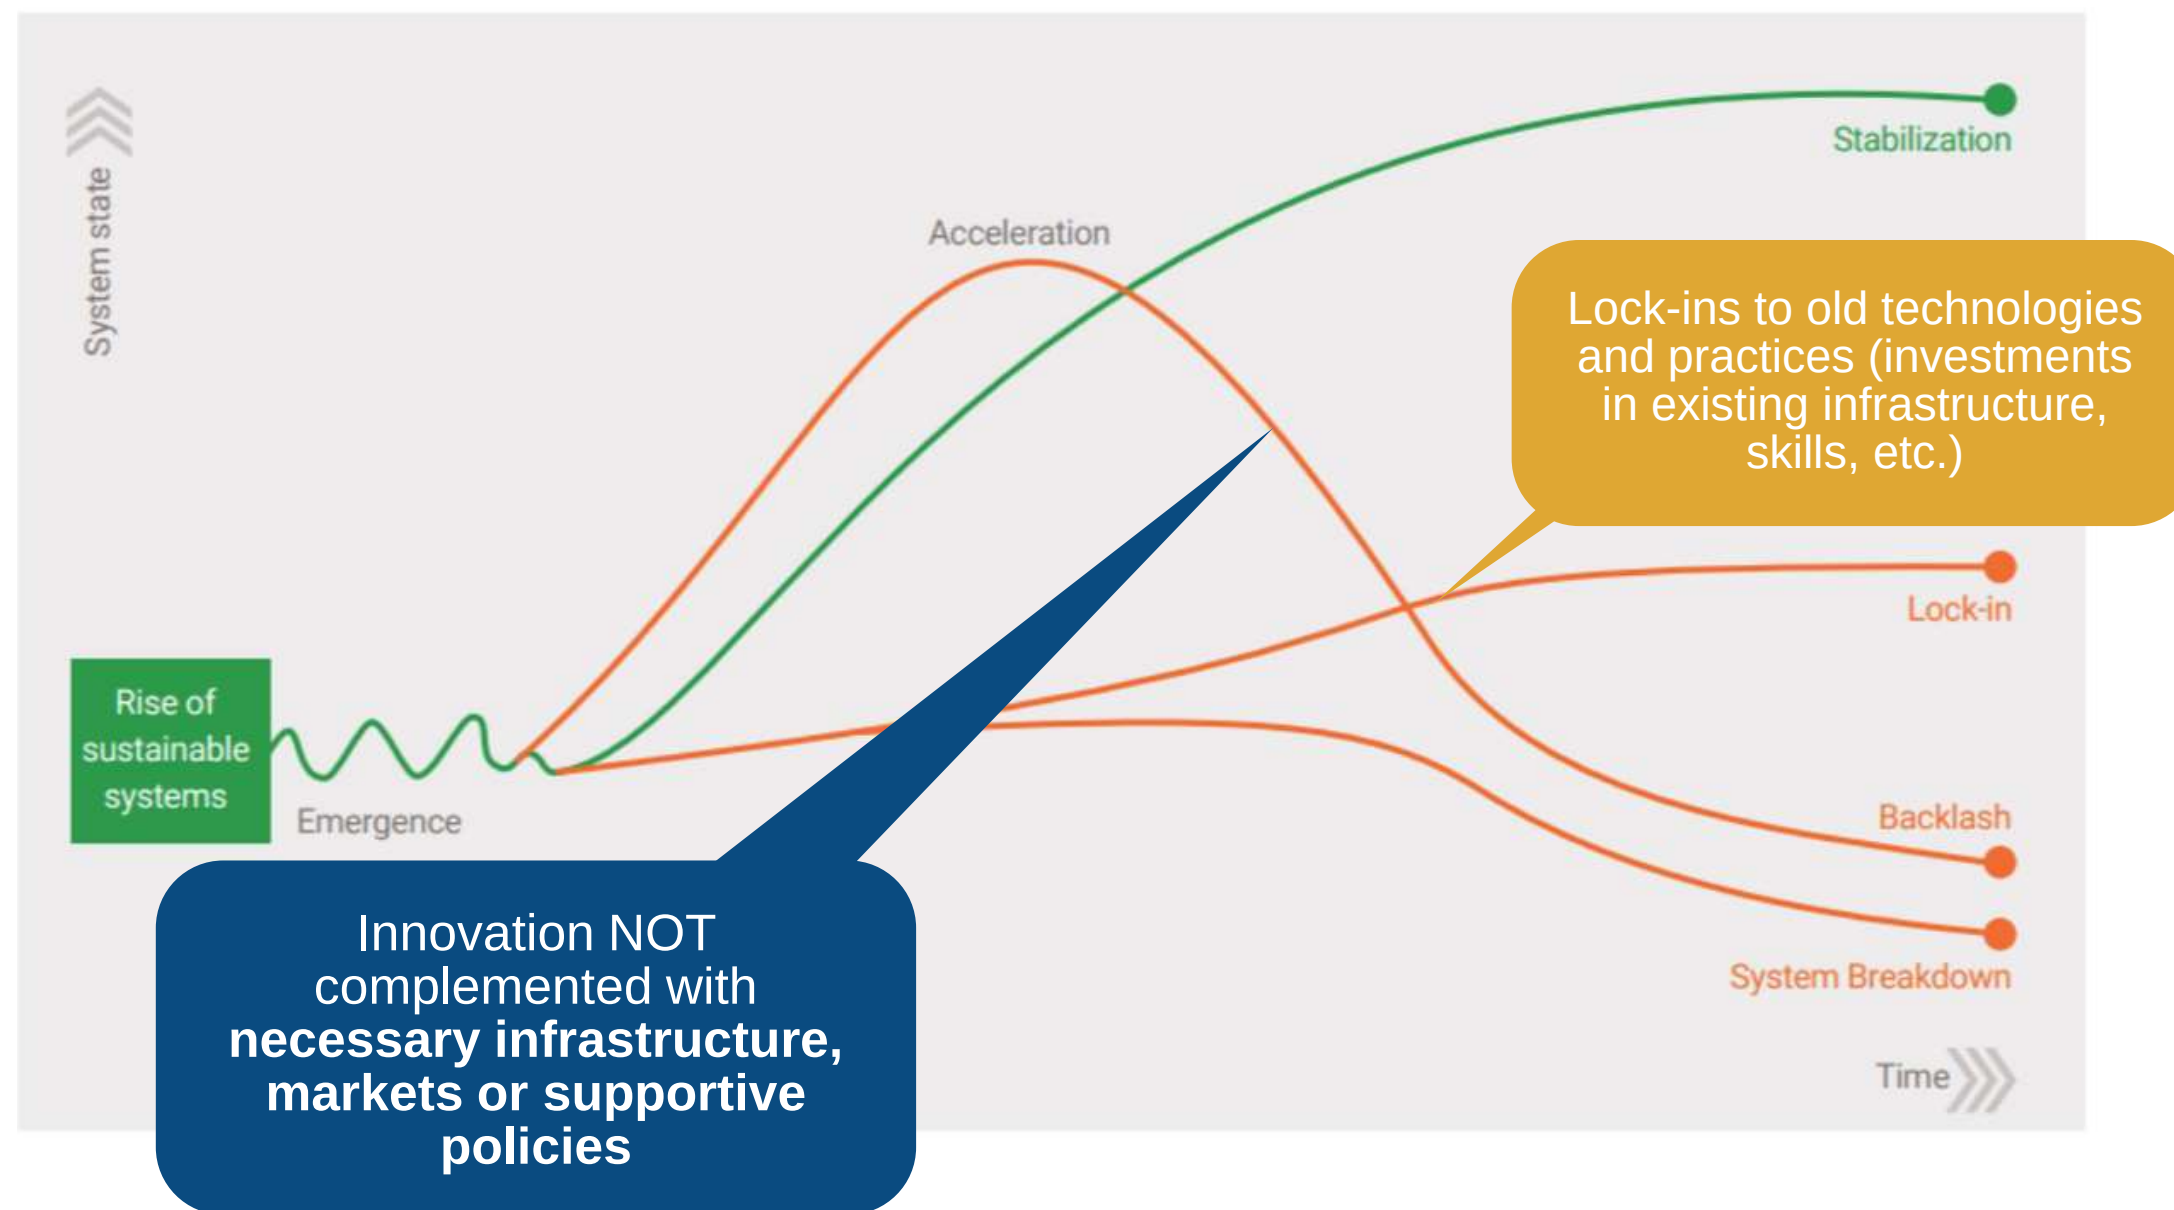 System state
Acceleration
Stabilization
Lock-ins to old technologies
and practices (investments
in existing infrastructure,
skills, etc.)
Lock-in
Rise of
sustainable
systems
Emergence
Backlash
System Breakdown
Innovation NOT
complemented with
necessary infrastructure,
markets or supportive
policies
Time